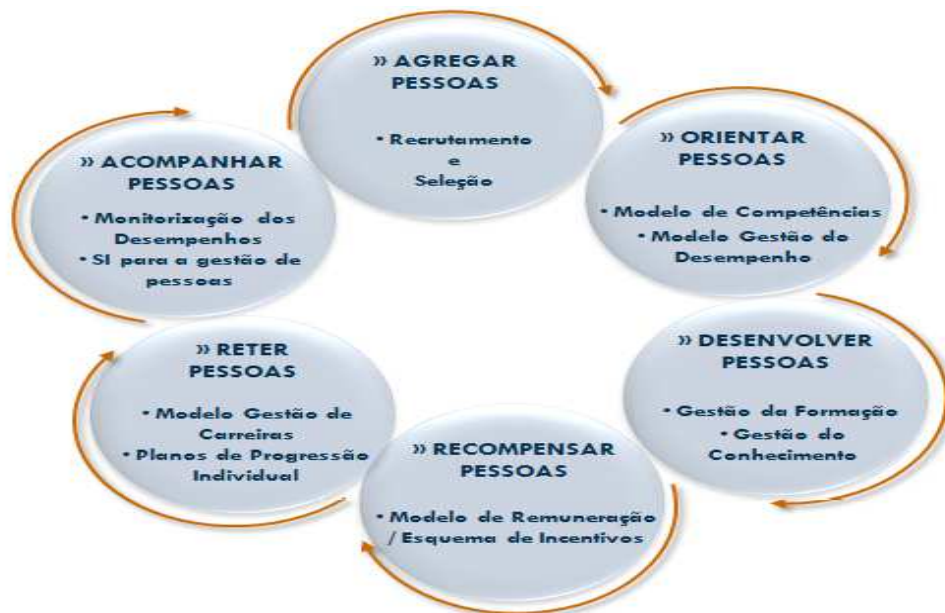 » AGREGAR
PESSOAS
• Recrutamento
e
Seleção
» ORIENTAR
PESSOAS
• Modelo de Competências
• Modelo Gestão do
Desempenho
» DESENVOLVER
PESSOAS
• Gestão da Formação
• Gestão do
Conhecimento
» RECOMPENSAR
PESSOAS
• Modelo de Remuneração
/ Esquema de Incentivos
» RETER
PESSOAS
• Modelo Gestão de
Carreiras
• Planos de Progressão
Individual
» ACOMPANHAR
PESSOAS
• Monitorização dos
Desempenhos
• SI para a gestão de
pessoas